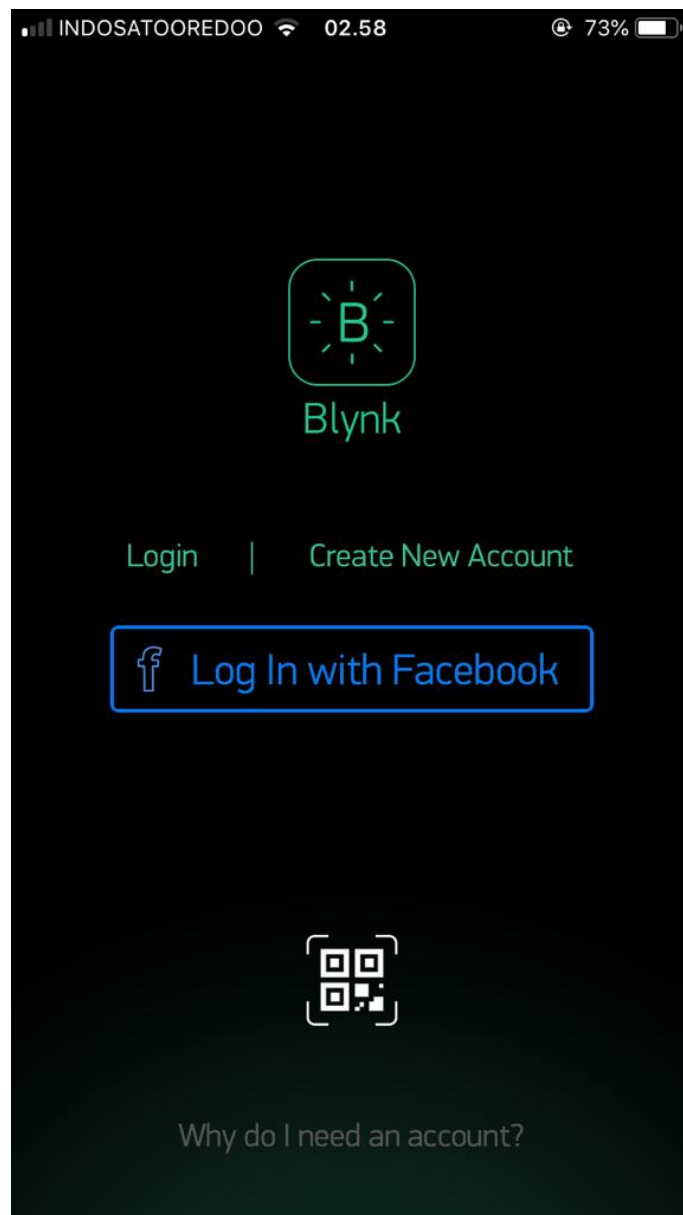 INDOSATOOREDOO 02.58 73%
B
Blynk
Login | Create New Account
f Log In with Facebook
Why do I need an account?